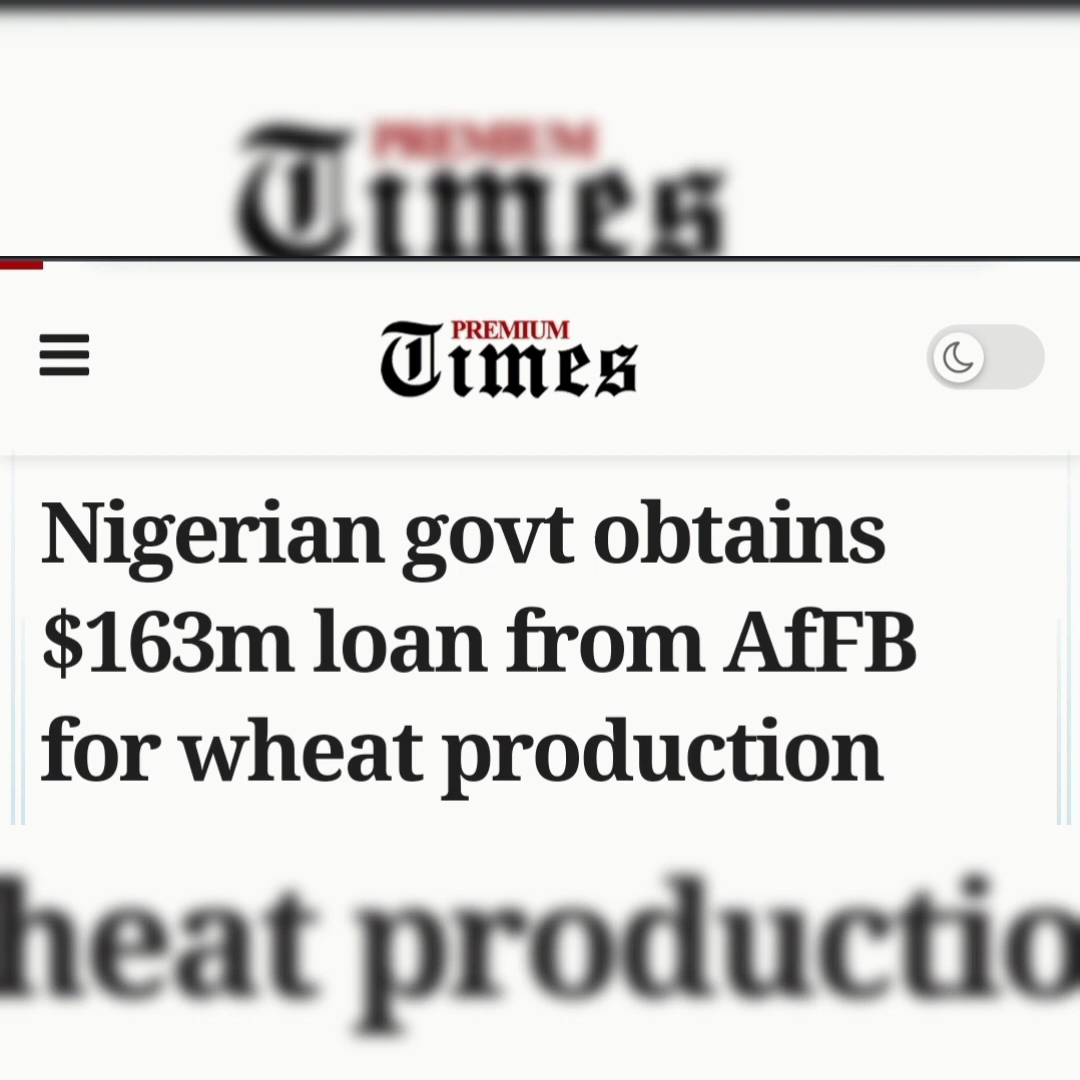 PREMIUM
Times
PREMIUM
Times
Nigerian govt obtains
$163m loan from AfFB
for wheat production
heat productio